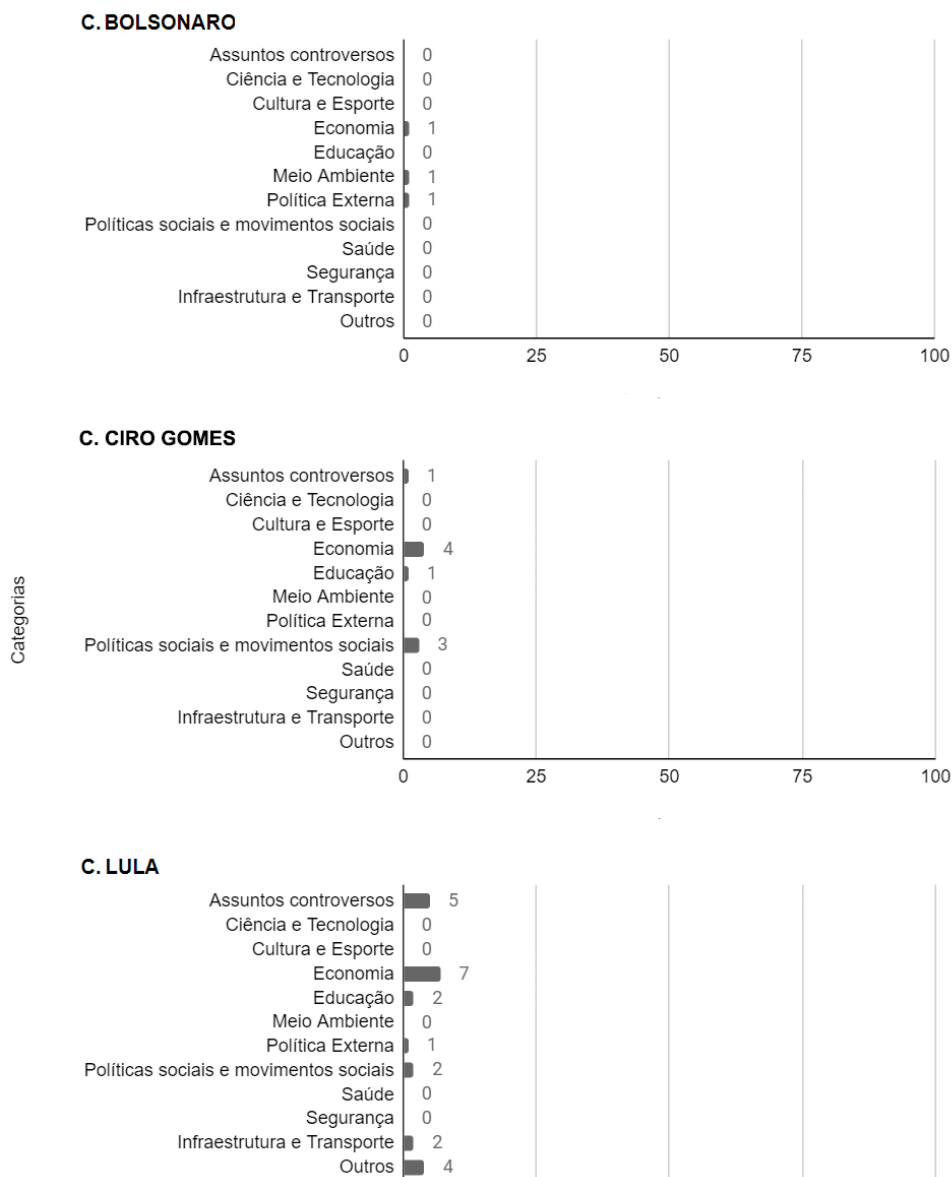 C. BOLSONARO
Assuntos controversos 0
Ciência e Tecnologia 0
Cultura e Esporte 0
Economia 1
Educação 0
Meio Ambiente 1
Política Externa 1
Políticas sociais e movimentos sociais 0
Saúde 0
Segurança 0
Infraestrutura e Transporte 0
Outros 0
0 25 50 75 100
Categorias
C. CIRO GOMES
Assuntos controversos 1
Ciência e Tecnologia 0
Cultura e Esporte 0
Economia 4
Educação 1
Meio Ambiente 0
Política Externa 0
Políticas sociais e movimentos sociais 3
Saúde 0
Segurança 0
Infraestrutura e Transporte 0
Outros 0
0 25 50 75 100
C. LULA
Assuntos controversos 5
Ciência e Tecnologia 0
Cultura e Esporte 0
Economia 7
Educação 2
Meio Ambiente 0
Política Externa 1
Políticas sociais e movimentos sociais 2
Saúde 0
Segurança 0
Infraestrutura e Transporte 2
Outros 4